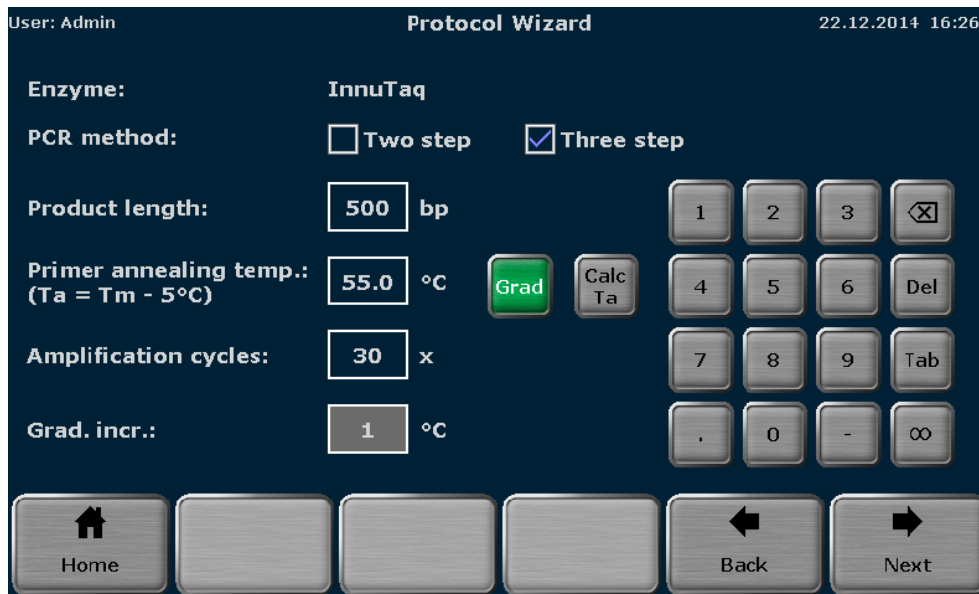 User: Admin Protocol Wizard 22.12.2014 16:26
Enzyme: InnuTaq
PCR method: Two step Three step
Product length: 500 bp
Primer annealing temp.: 
(Ta = Tm - 5°C) 55.0 °C Grad Calc
Ta
Amplification cycles: 30 x
Grad. incr.: 1 °C
1 2 3
4 5 6 Del
7 8 9 Tab
. 0 - ∞
Home Back Next